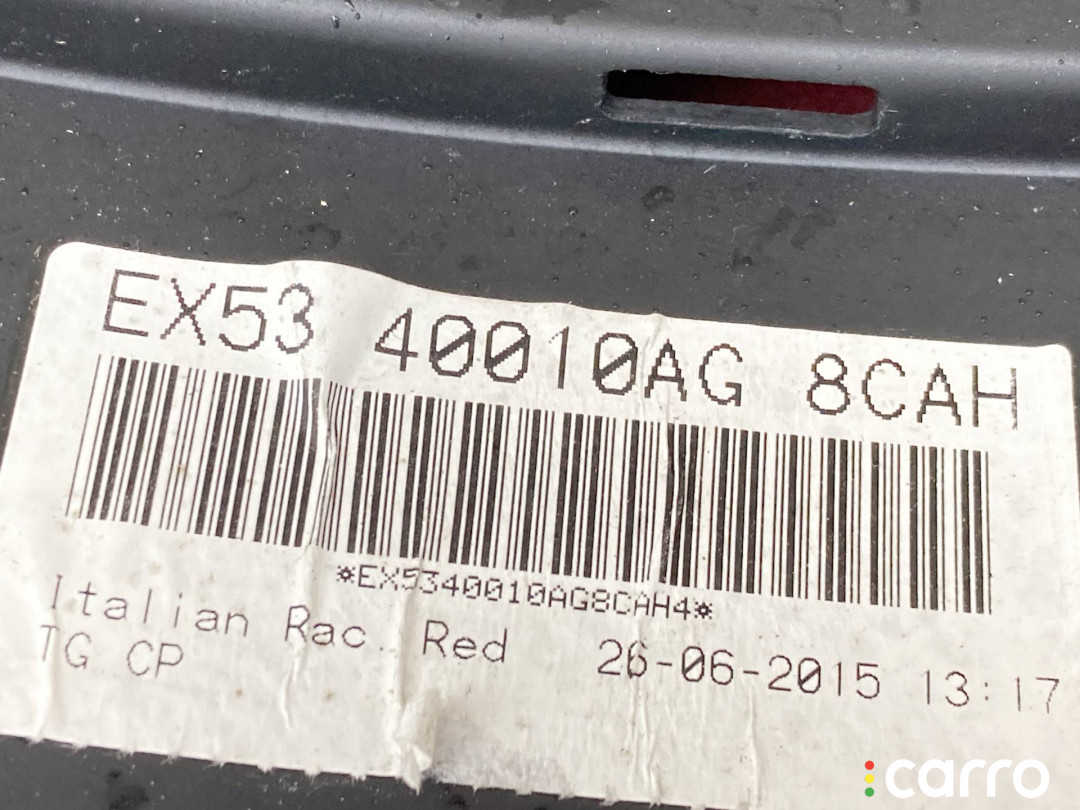 EX53 40010AG 8CAH
*EX5340010AG8CAH4*
Italian Rac. Red 26-06-2015 13:17
TG CP
carro